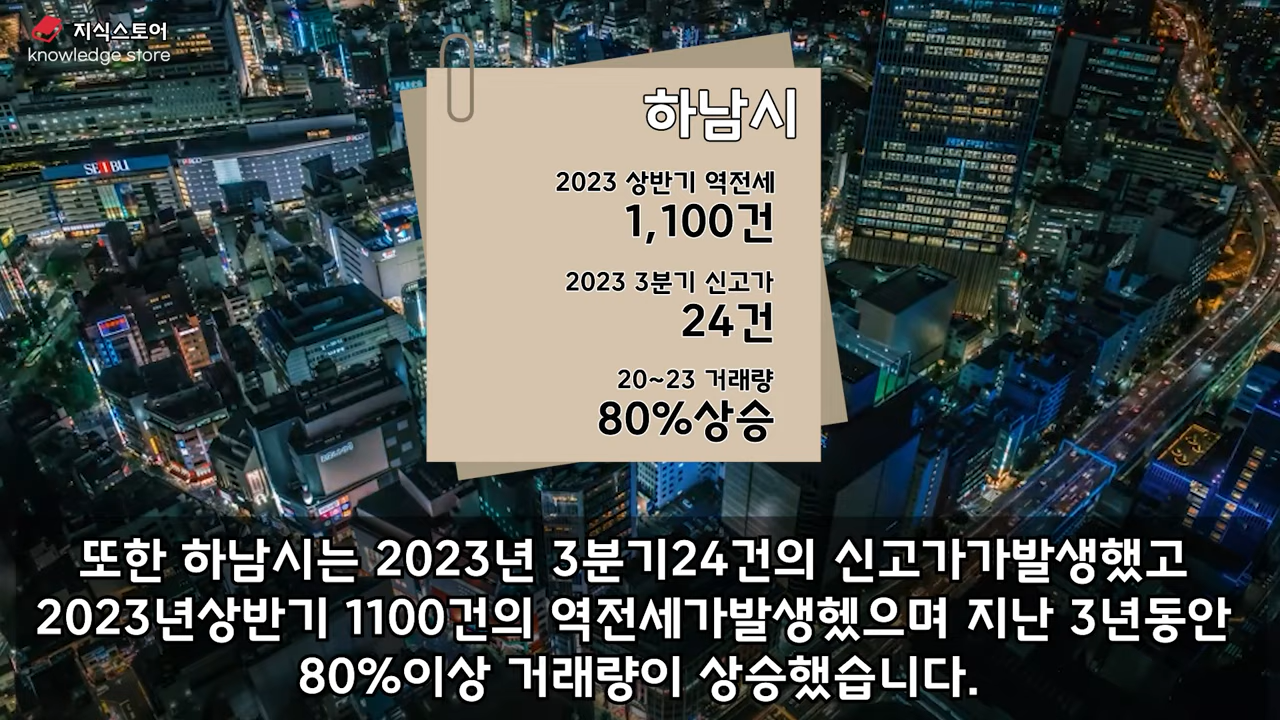 지식스토어
knowledge store
SEIBU
하남시
2023 상반기 역전세
1,100건
2023 3분기 신고가
24건
20~23 거래량
80%상승
또한 하남시는 2023년 3분기24건의 신고가가발생했고
2023년상반기 1100건의 역전세가발생헸으며 지난 3년동안
80%이상 거래량이 상승했습니다.